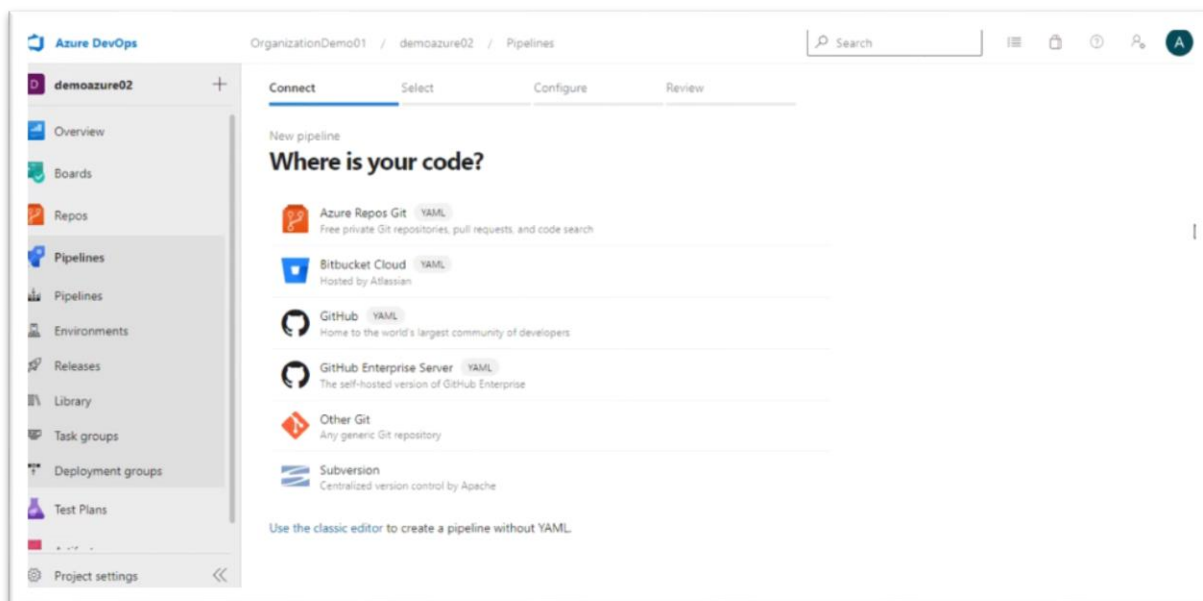 Azure DevOps
OrganizationDemo01 / demoazure02 / Pipelines
Search
A
D demoazure02
Overview
Boards
Repos
Pipelines
Pipelines
Environments
Releases
Library
Task groups
Deployment groups
Test Plans
Project settings
Connect Select Configure Review
New pipeline
Where is your code?
Azure Repos Git YAML
Free private Git repositories, pull requests, and code search
Bitbucket Cloud YAML
Hosted by Atlassian
GitHub YAML
Home to the world's largest community of developers
GitHub Enterprise Server YAML
The self-hosted version of GitHub Enterprise
Other Git
Any generic Git repository
Subversion
Centralized version control by Apache
Use the classic editor to create a pipeline without YAML.